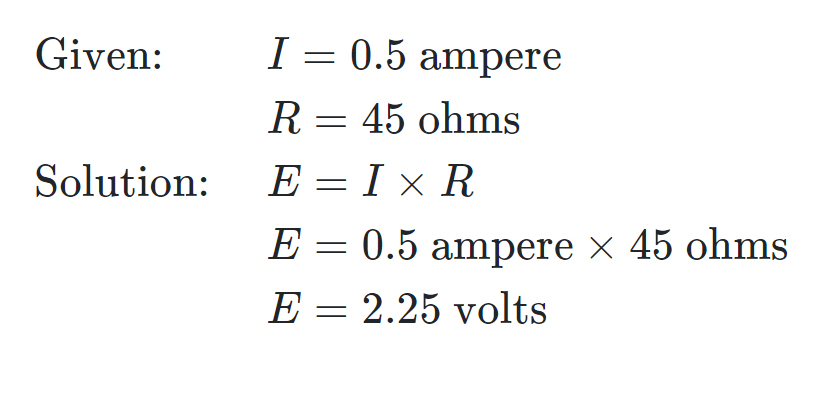 Given: I = 0.5 ampere
R = 45 ohms
Solution: E = I × R
E = 0.5 ampere × 45 ohms
E = 2.25 volts